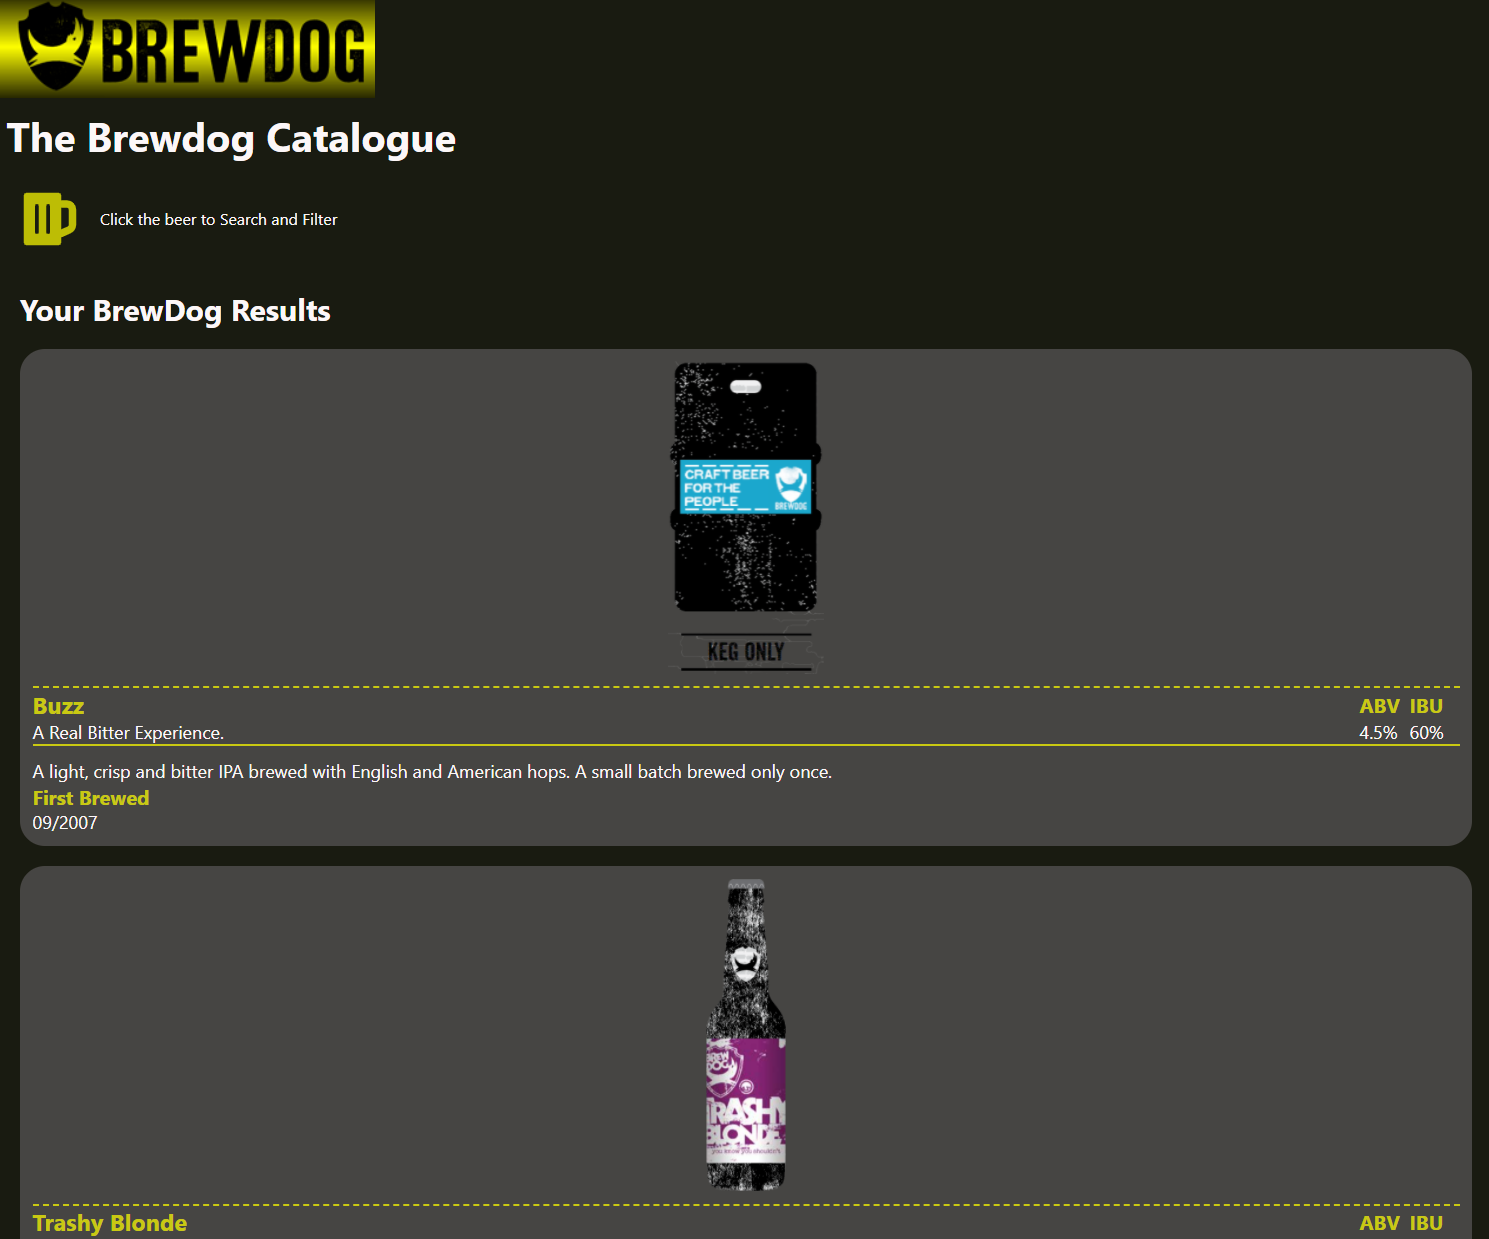 BREWDOG
The Brewdog Catalogue
Click the beer to Search and Filter
Your BrewDog Results
CRAFT BEER
FOR THE
PEOPLE
BREWDOG
KEG ONLY
Buzz
ABV IBU
A Real Bitter Experience.
4.5% 60%
A light, crisp and bitter IPA brewed with English and American hops. A small batch brewed only once.
First Brewed
09/2007
BREW
DOG
TRASHY
BLONDE
you know you shouldn't
Trashy Blonde
ABV IBU